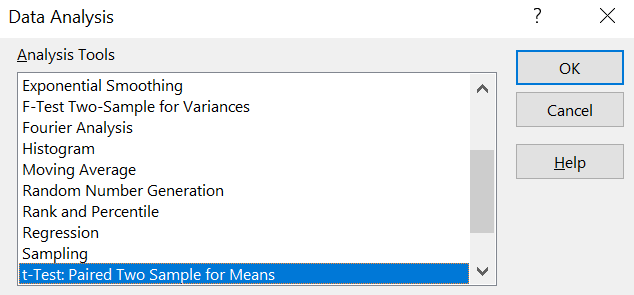 Data Analysis ? ×
Analysis Tools
Exponential Smoothing
F-Test Two-Sample for Variances
Fourier Analysis
Histogram
Moving Average
Random Number Generation
Rank and Percentile
Regression
Sampling
t-Test: Paired Two Sample for Means
OK
Cancel
Help